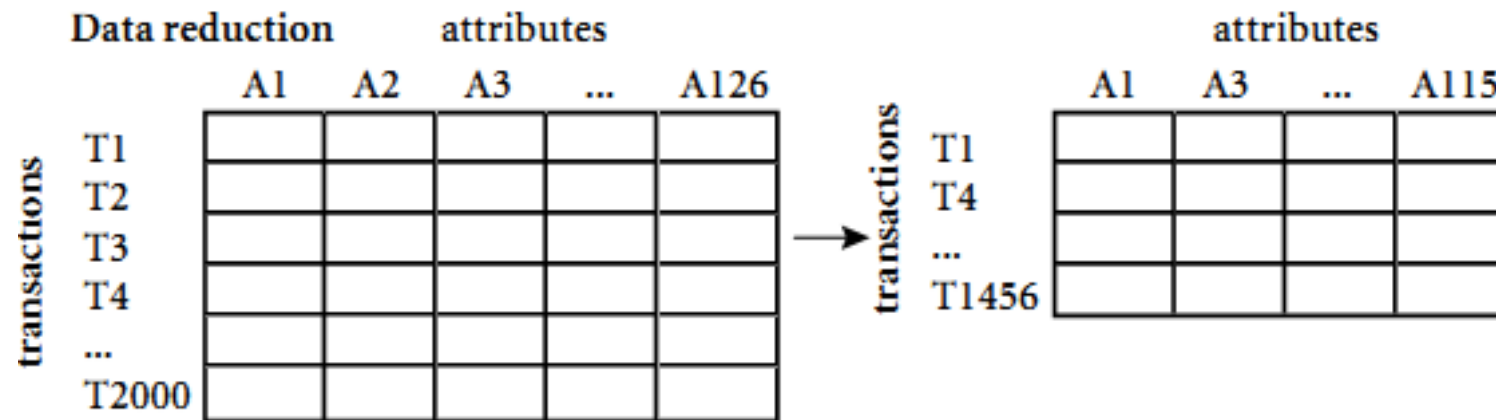 Data reduction attributes
A1 A2 A3 ... A126
transactions
T1
T2
T3
T4
...
T2000
attributes
A1 A3 ... A115
transactions
T1
T4
...
T1456